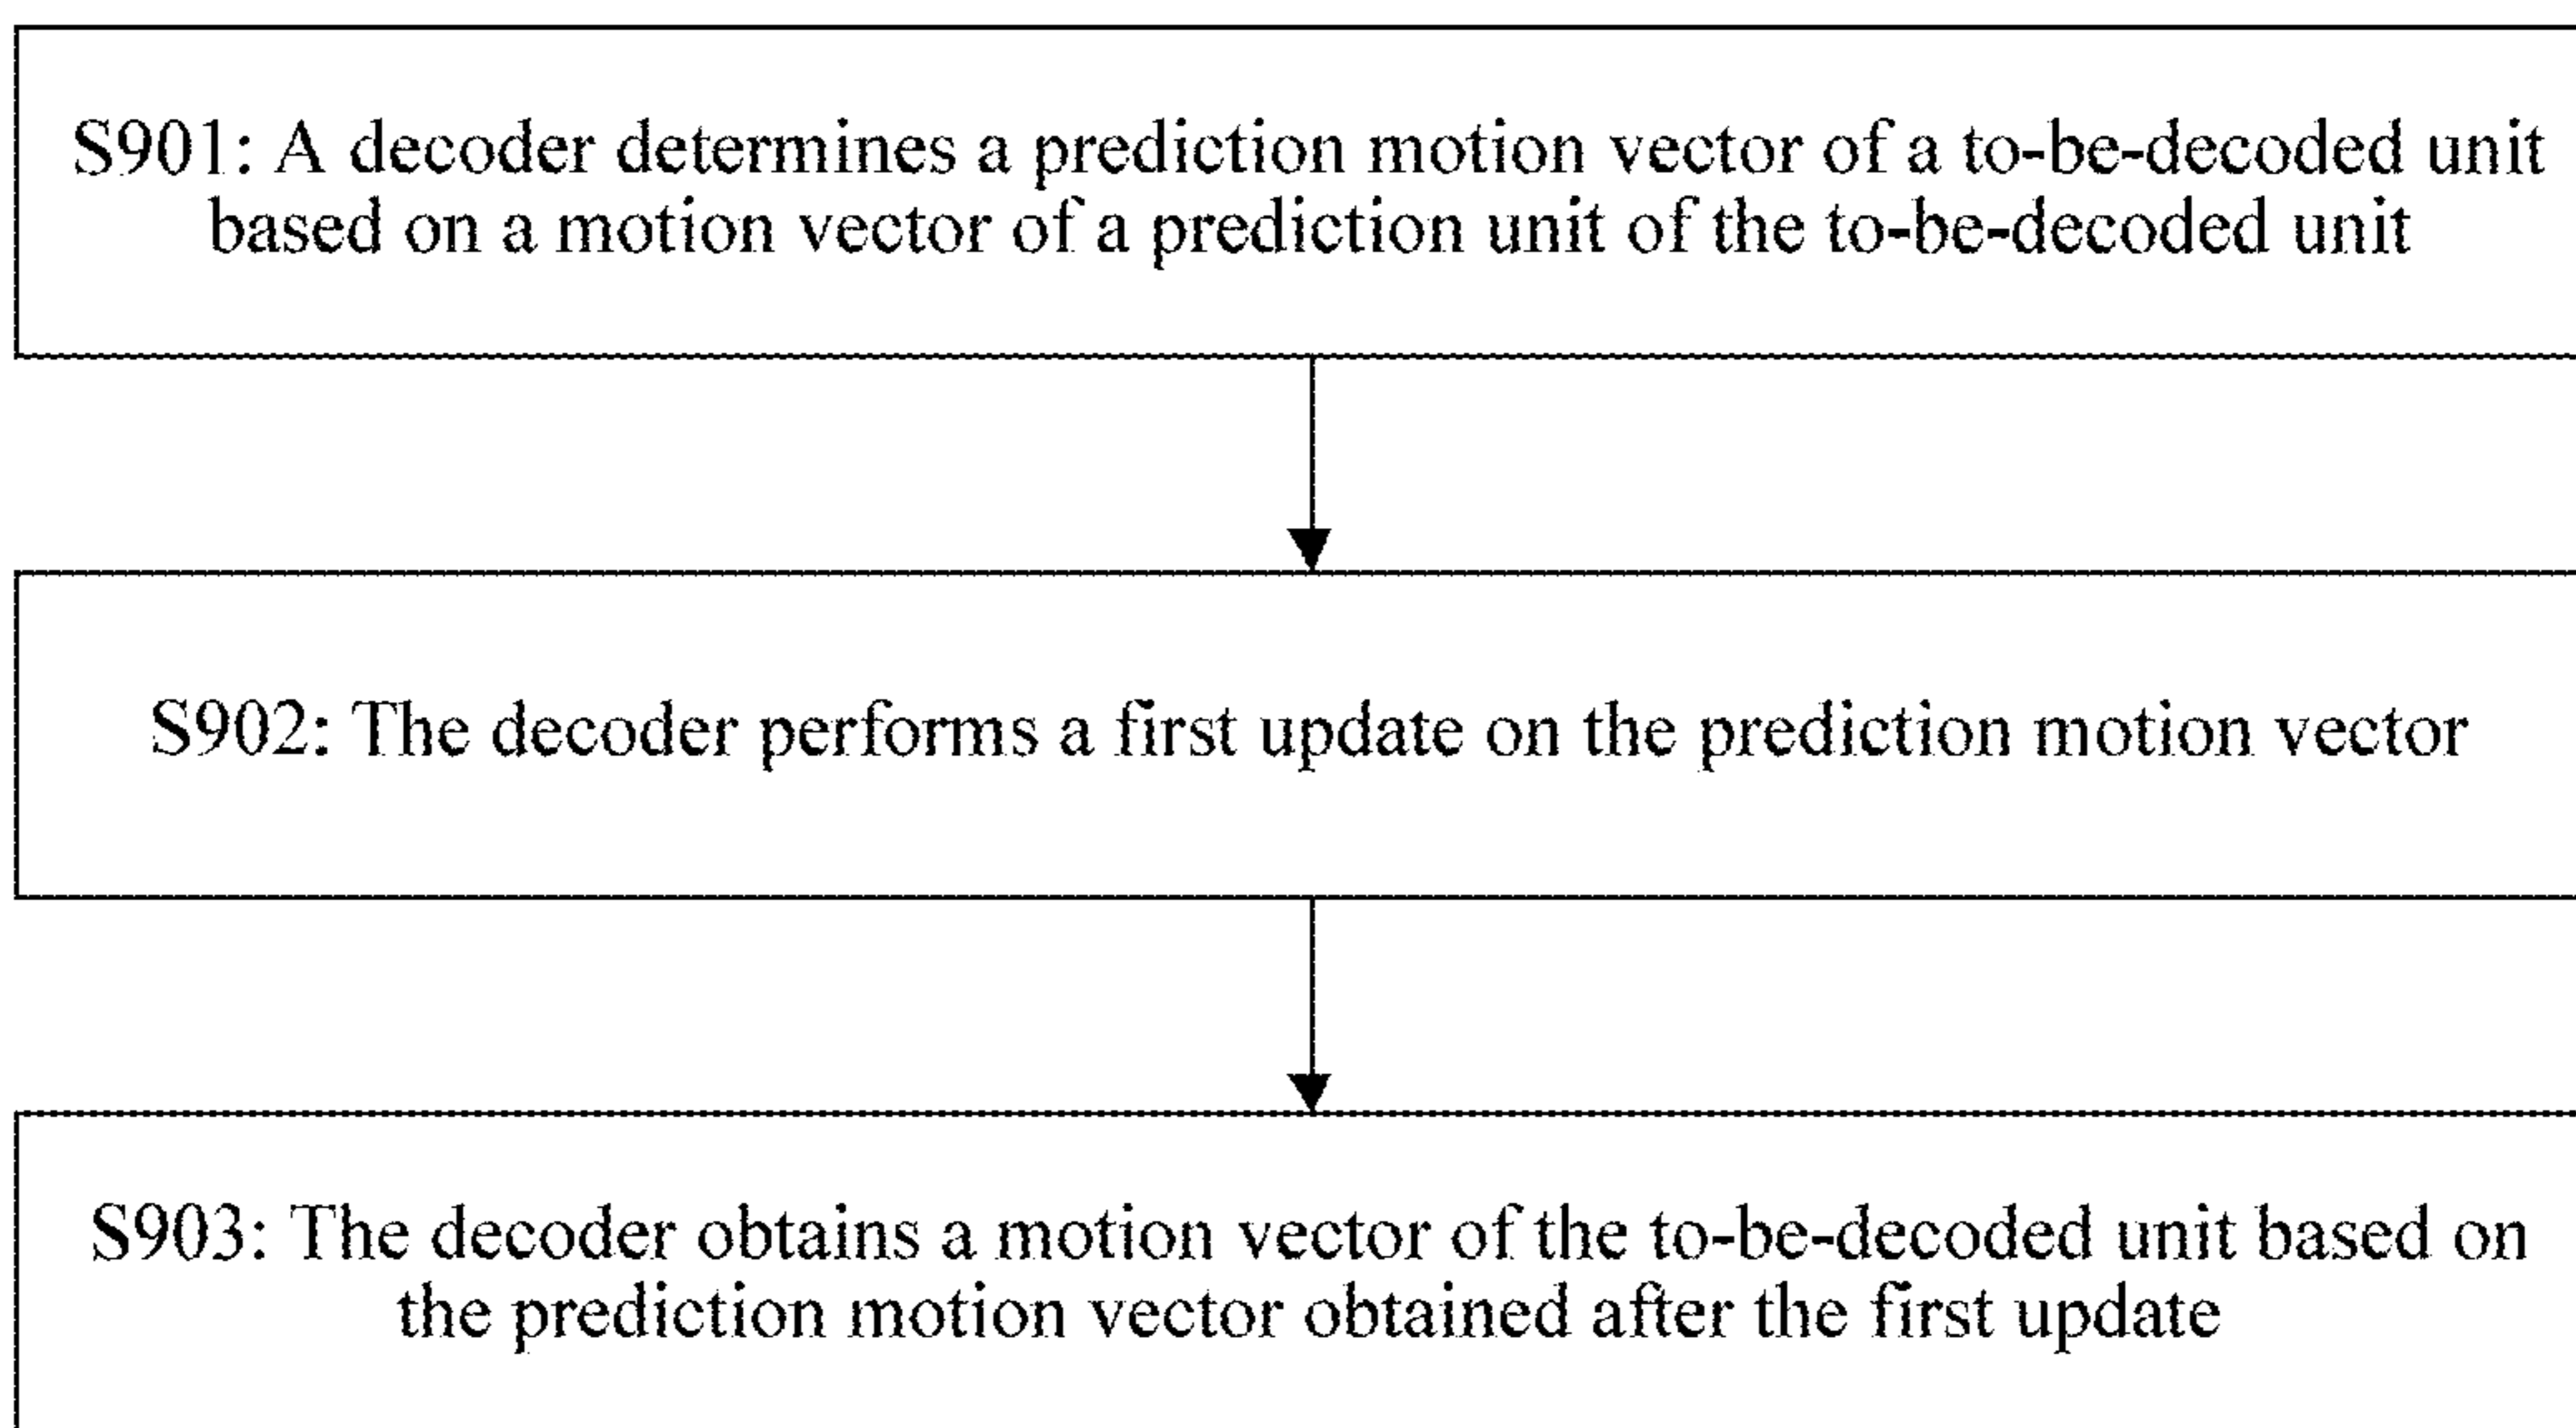 S901: A decoder determines a prediction motion vector of a to-be-decoded unit
based on a motion vector of a prediction unit of the to-be-decoded unit
S902: The decoder performs a first update on the prediction motion vector
S903: The decoder obtains a motion vector of the to-be-decoded unit based on
the prediction motion vector obtained after the first update